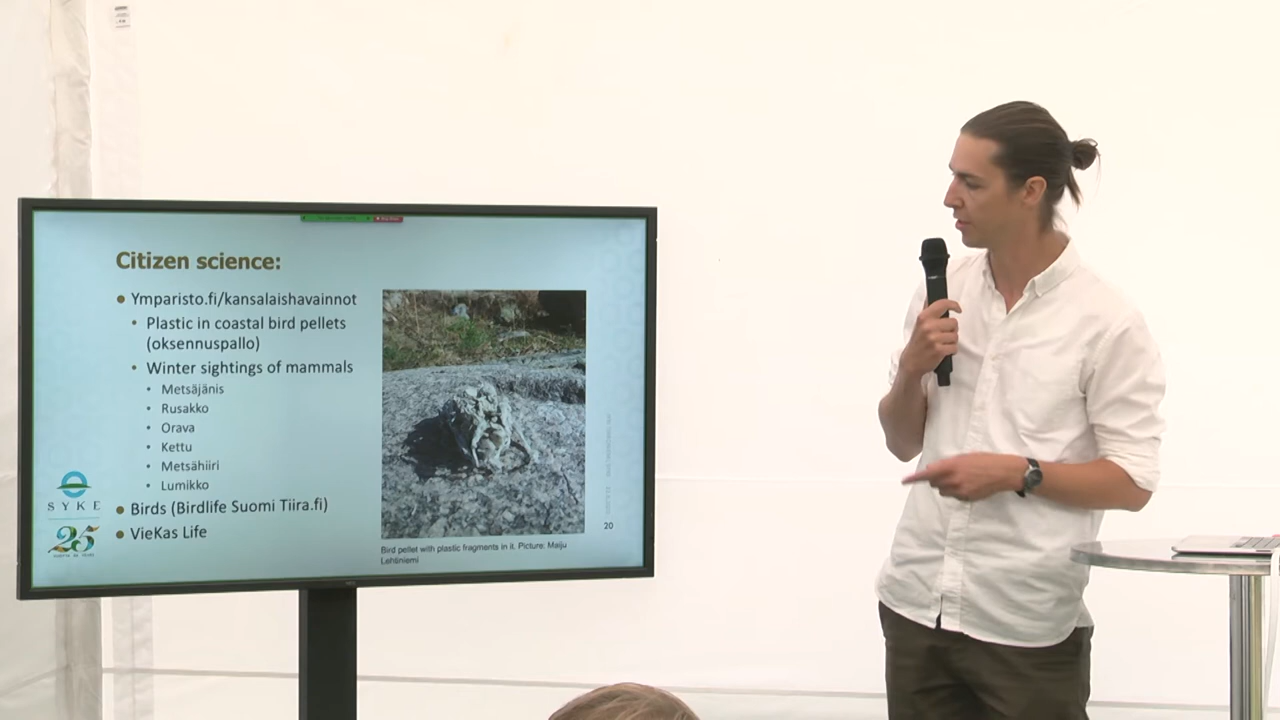 Citizen science:
Ymparisto.fi/kansalaishavainnot
Plastic in coastal bird pellets
(oksennuspallo)
Winter sightings of mammals
Metsäjänis
Rusakko
Orava
Kettu
Metsähiiri
Lumikko
Birds (Birdlife Suomi Tiira.fi)
VieKas Life
SYKE
25
Bird pellet with plastic fragments in it. Picture: Maiju
Lehtiniemi
20